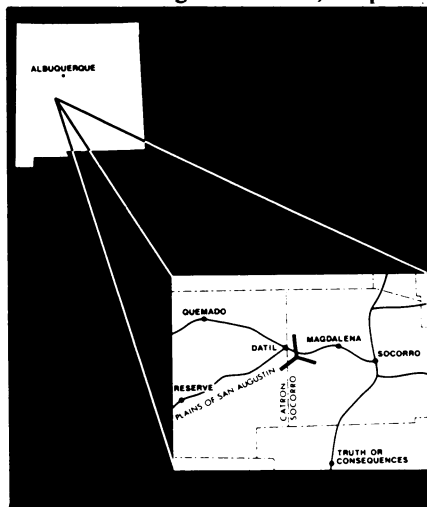 ALBUQUERQUE
QUEMADO
DATIL
MAGDALENA
SOCORRO
RESERVE
PLAINS OF SAN AUGUSTIN
CATRON
SOCORRO
TRUTH OR
CONSEQUENCES